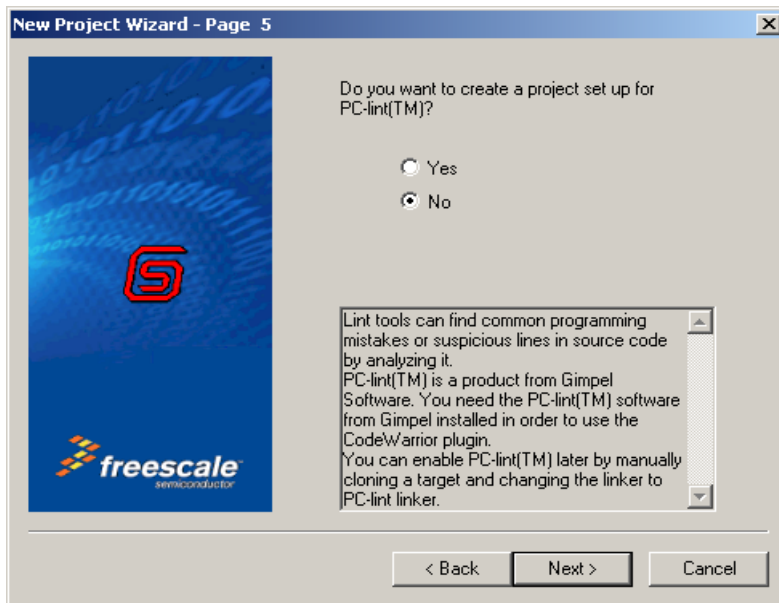 New Project Wizard - Page 5
Do you want to create a project set up for
PC-lint(TM)?
Yes
No
Lint tools can find common programming
mistakes or suspicious lines in source code
by analyzing it.
PC-lint(TM) is a product from Gimpel
Software. You need the PC-lint(TM) software
from Gimpel installed in order to use the
CodeWarrior plugin.
You can enable PC-lint(TM) later by manually
cloning a target and changing the linker to
PC-lint linker.
freescale
semiconductor
< Back
Next >
Cancel